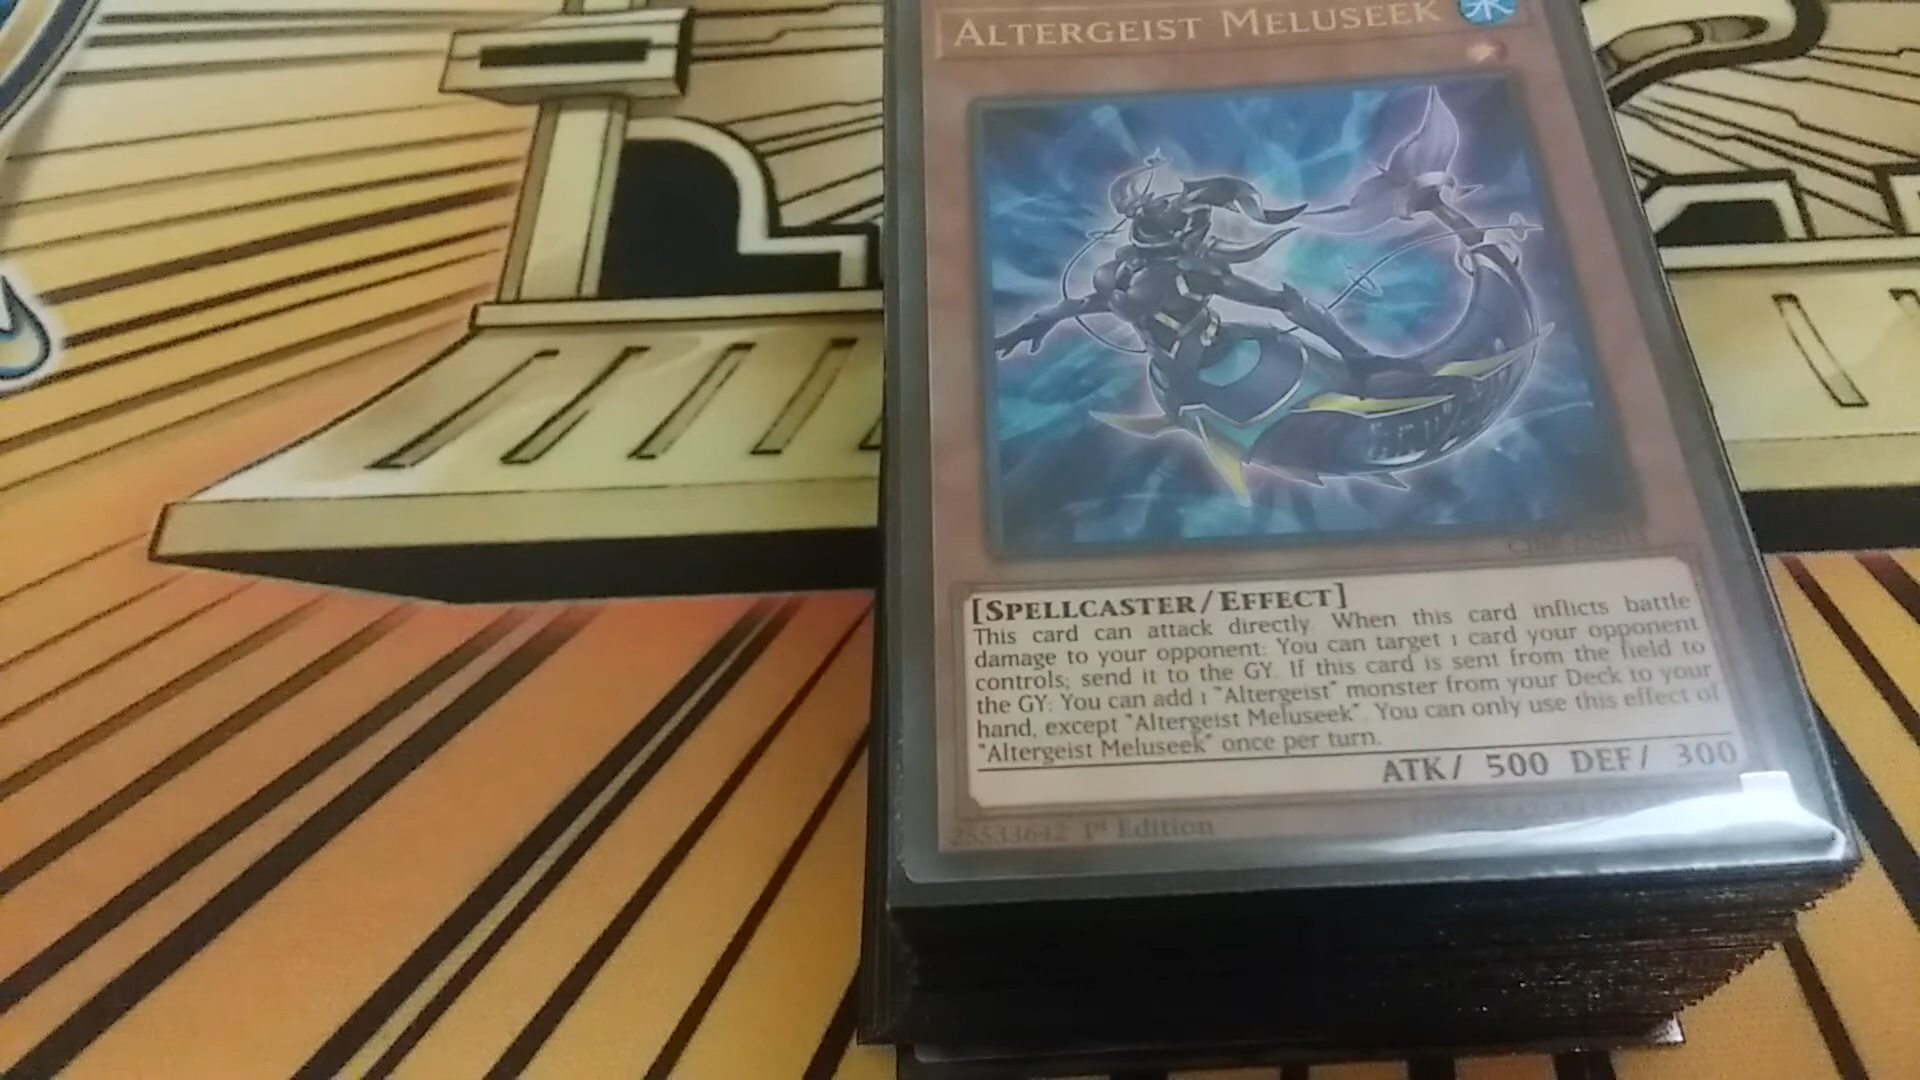 ALTERGEIST MELUSEEK
水
[SPELLCASTER/EFFECT]
This card can attack directly. When this card inflicts battle
damage to your opponent: You can target 1 card your opponent
controls; send it to the GY. If this card is sent from the field to
the GY: You can add 1 "Altergeist" monster from your Deck to your
hand, except "Altergeist Meluseek". You can only use this effect of
"Altergeist Meluseek" once per turn.
ATK/ 500 DEF/ 300
25533642 1st Edition